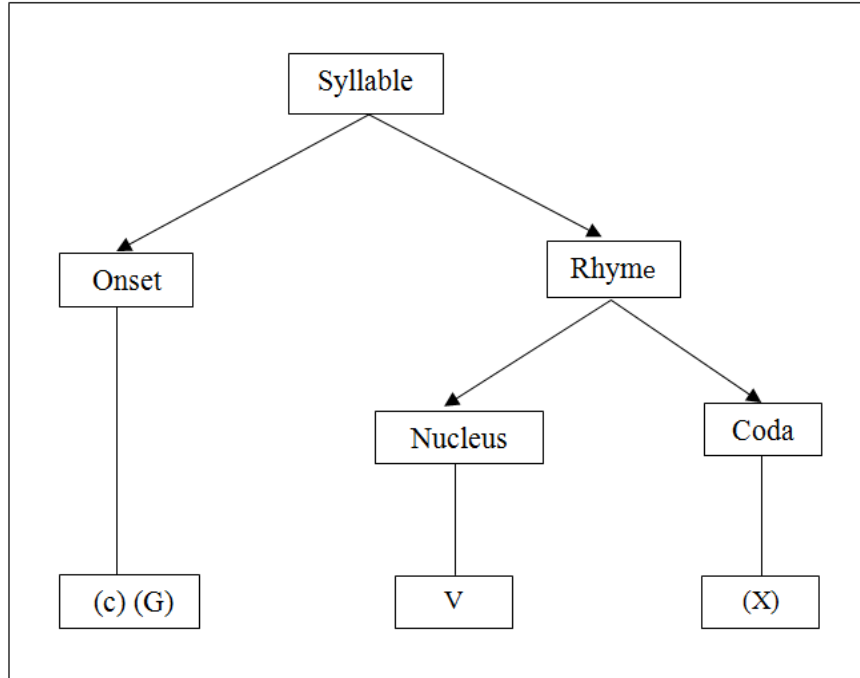 Syllable
Onset
Rhyme
Nucleus
Coda
(c) (G)
V
(X)